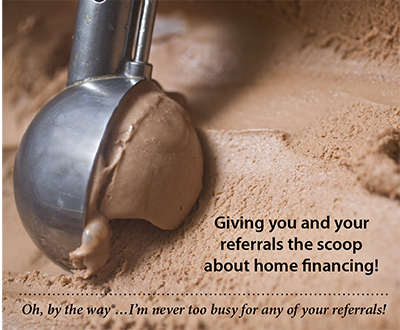 Giving you and your
referrals the scoop
about home financing!
Oh, by the way®…I'm never too busy for any of your referrals!